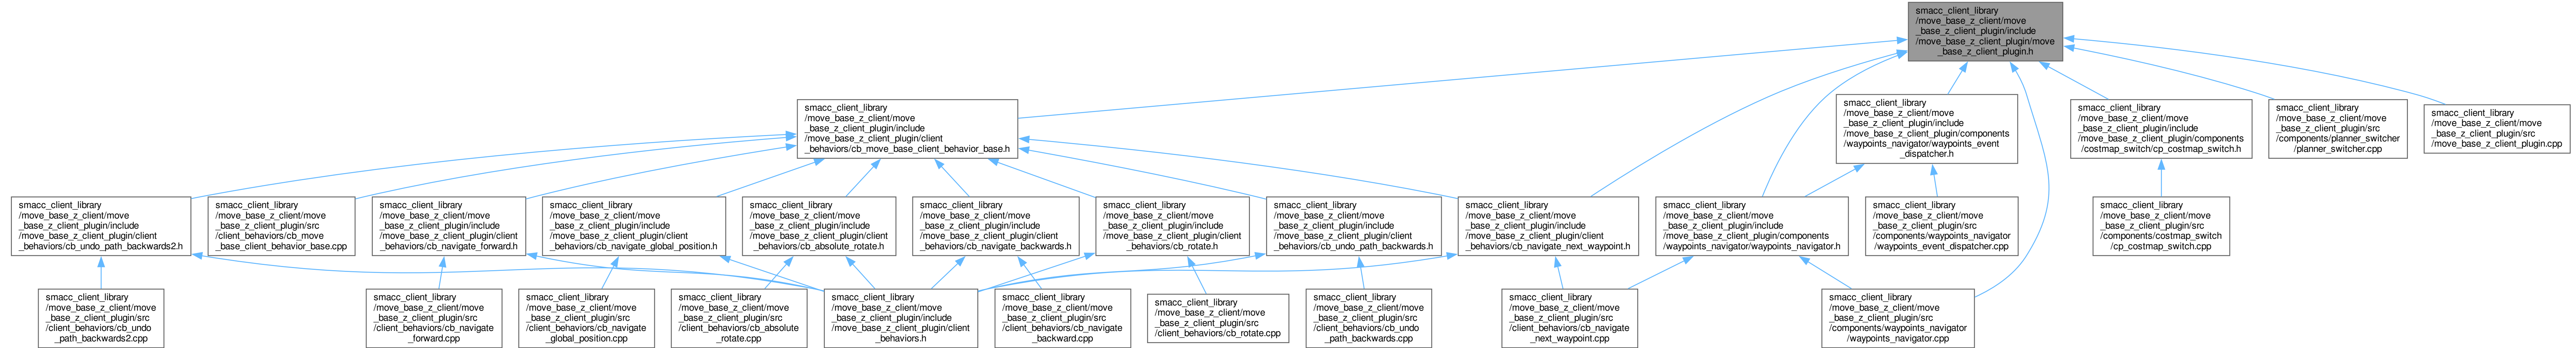 smacc_client_library
/move_base_z_client/move
_base_z_client_plugin/include
/move_base_z_client_plugin/move
_base_z_client_plugin.h
smacc_client_library
/move_base_z_client/move
_base_z_client_plugin/include
/move_base_z_client_plugin/client
_behaviors/cb_move_base_client_behavior_base.h
smacc_client_library
/move_base_z_client/move
_base_z_client_plugin/include
/move_base_z_client_plugin/components
/waypoints_navigator/waypoints_event
_dispatcher.h
smacc_client_library
/move_base_z_client/move
_base_z_client_plugin/include
/move_base_z_client_plugin/components
/costmap_switch/cp_costmap_switch.h
smacc_client_library
/move_base_z_client/move
_base_z_client_plugin/src
/components/planner_switcher
/planner_switcher.cpp
smacc_client_library
/move_base_z_client/move
_base_z_client_plugin/src
/move_base_z_client_plugin.cpp
smacc_client_library
/move_base_z_client/move
_base_z_client_plugin/include
/move_base_z_client_plugin/client
_behaviors/cb_undo_path_backwards2.h
smacc_client_library
/move_base_z_client/move
_base_z_client_plugin/src
/client_behaviors/cb_move
_base_client_behavior_base.cpp
smacc_client_library
/move_base_z_client/move
_base_z_client_plugin/include
/move_base_z_client_plugin/client
_behaviors/cb_navigate_forward.h
smacc_client_library
/move_base_z_client/move
_base_z_client_plugin/include
/move_base_z_client_plugin/client
_behaviors/cb_navigate_global_position.h
smacc_client_library
/move_base_z_client/move
_base_z_client_plugin/include
/move_base_z_client_plugin/client
_behaviors/cb_absolute_rotate.h
smacc_client_library
/move_base_z_client/move
_base_z_client_plugin/include
/move_base_z_client_plugin/client
_behaviors/cb_navigate_backwards.h
smacc_client_library
/move_base_z_client/move
_base_z_client_plugin/include
/move_base_z_client_plugin/client
_behaviors/cb_rotate.h
smacc_client_library
/move_base_z_client/move
_base_z_client_plugin/include
/move_base_z_client_plugin/client
_behaviors/cb_undo_path_backwards.h
smacc_client_library
/move_base_z_client/move
_base_z_client_plugin/include
/move_base_z_client_plugin/client
_behaviors/cb_navigate_next_waypoint.h
smacc_client_library
/move_base_z_client/move
_base_z_client_plugin/include
/move_base_z_client_plugin/components
/waypoints_navigator/waypoints_navigator.h
smacc_client_library
/move_base_z_client/move
_base_z_client_plugin/src
/components/waypoints_navigator
/waypoints_event_dispatcher.cpp
smacc_client_library
/move_base_z_client/move
_base_z_client_plugin/src
/components/costmap_switch
/cp_costmap_switch.cpp
smacc_client_library
/move_base_z_client/move
_base_z_client_plugin/src
/client_behaviors/cb_undo
_path_backwards2.cpp
smacc_client_library
/move_base_z_client/move
_base_z_client_plugin/src
/client_behaviors/cb_navigate
_forward.cpp
smacc_client_library
/move_base_z_client/move
_base_z_client_plugin/src
/client_behaviors/cb_navigate
_global_position.cpp
smacc_client_library
/move_base_z_client/move
_base_z_client_plugin/src
/client_behaviors/cb_absolute
_rotate.cpp
smacc_client_library
/move_base_z_client/move
_base_z_client_plugin/include
/move_base_z_client_plugin/client
_behaviors.h
smacc_client_library
/move_base_z_client/move
_base_z_client_plugin/src
/client_behaviors/cb_navigate
_backward.cpp
smacc_client_library
/move_base_z_client/move
_base_z_client_plugin/src
/client_behaviors/cb_rotate.cpp
smacc_client_library
/move_base_z_client/move
_base_z_client_plugin/src
/client_behaviors/cb_undo
_path_backwards.cpp
smacc_client_library
/move_base_z_client/move
_base_z_client_plugin/src
/client_behaviors/cb_navigate
_next_waypoint.cpp
smacc_client_library
/move_base_z_client/move
_base_z_client_plugin/src
/components/waypoints_navigator
/waypoints_navigator.cpp